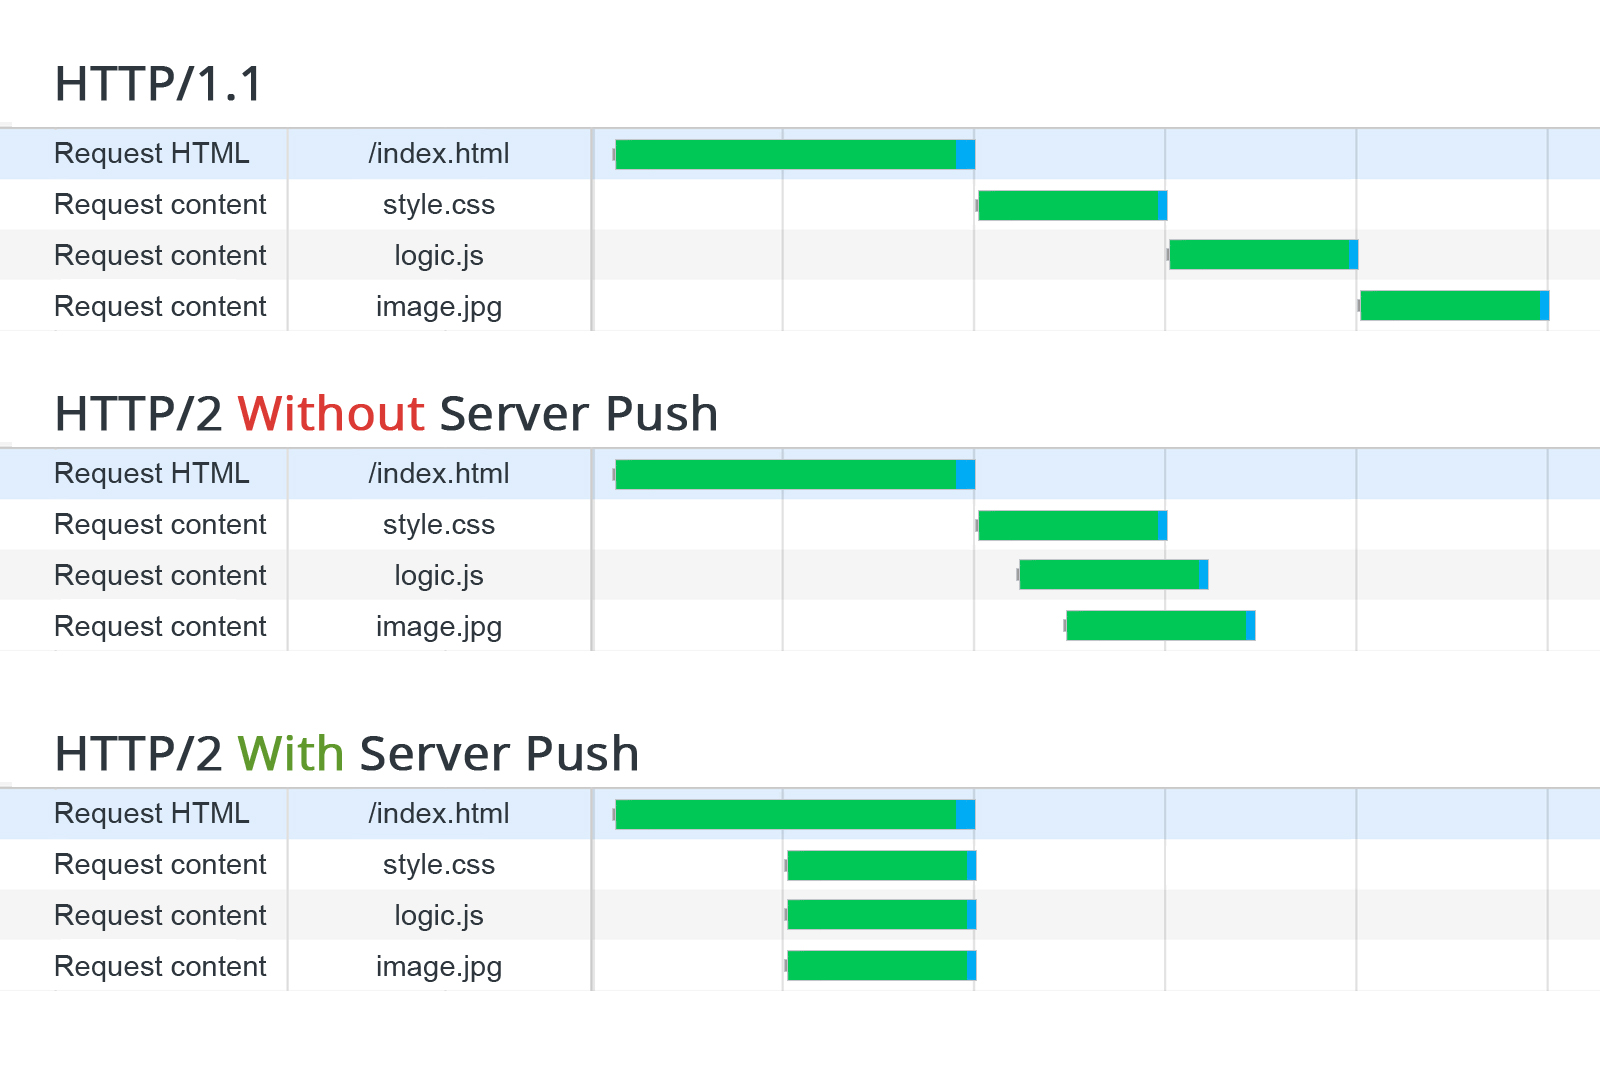 HTTP/1.1
Request HTML /index.html
Request content style.css
Request content logic.js
Request content image.jpg
HTTP/2 Without Server Push
Request HTML /index.html
Request content style.css
Request content logic.js
Request content image.jpg
HTTP/2 With Server Push
Request HTML /index.html
Request content style.css
Request content logic.js
Request content image.jpg